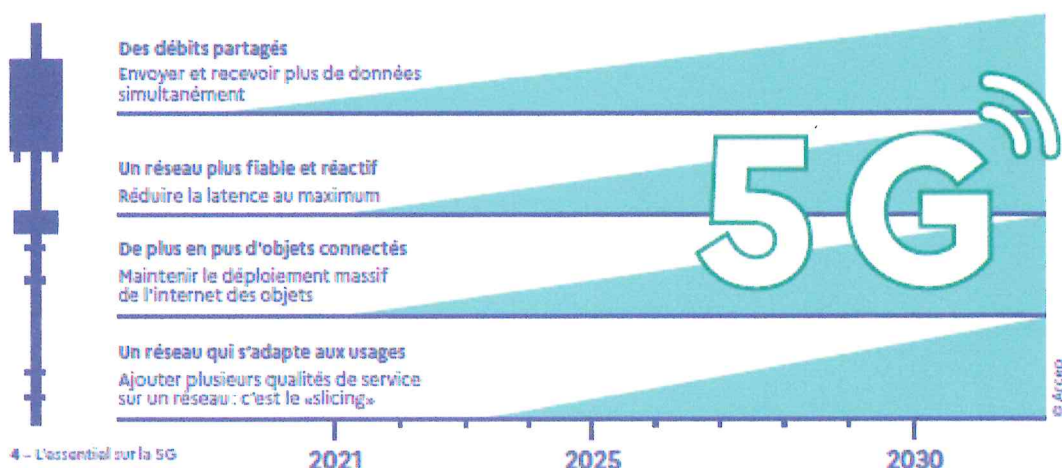 Des débits partagés
Envoyer et recevoir plus de données
simultanément
Un réseau plus fiable et réactif
Réduire la latence au maximum
De plus en pus d'objets connectés
Maintenir le déploiement massif
de l'internet des objets
Un réseau qui s'adapte aux usages
Ajouter plusieurs qualités de service
sur un réseau : c'est le «slicing»
5G
© Arcep
4 – L'essentiel sur la 5G
2021
2025
2030